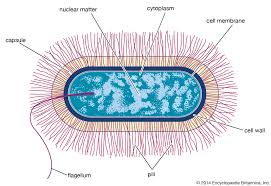 nuclear matter
cytoplasm
cell membrane
capsule
cell wall
flagellum
pili
© 2014 Encyclopædia Britannica, Inc.